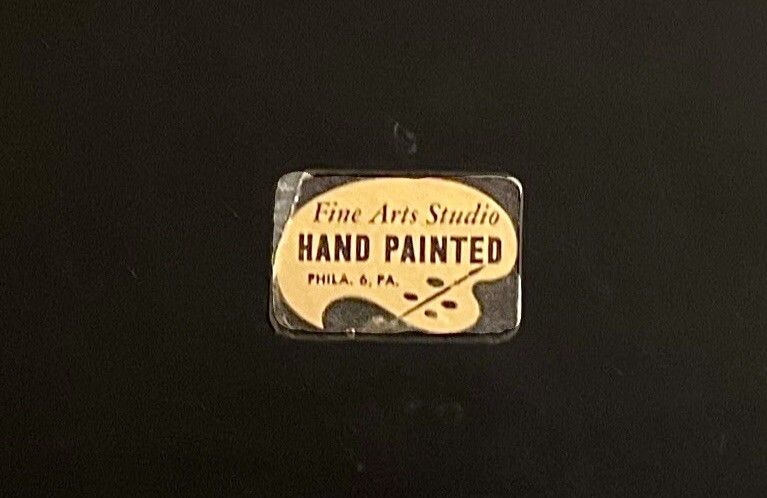 Fine Arts Studio
HAND PAINTED
PHILA. 6, PA.